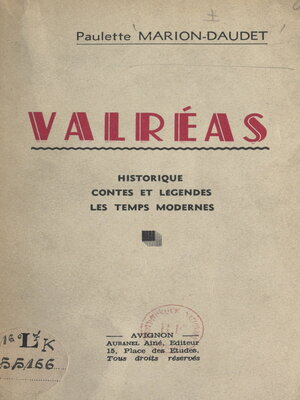 Paulette MARION-DAUDET
VALRÉAS
HISTORIQUE
CONTES ET LÉGENDES
LES TEMPS MODERNES
AVIGNON
AUBANEL Aîné, Editeur
15, Place des Etudes.
Tous droits réservés